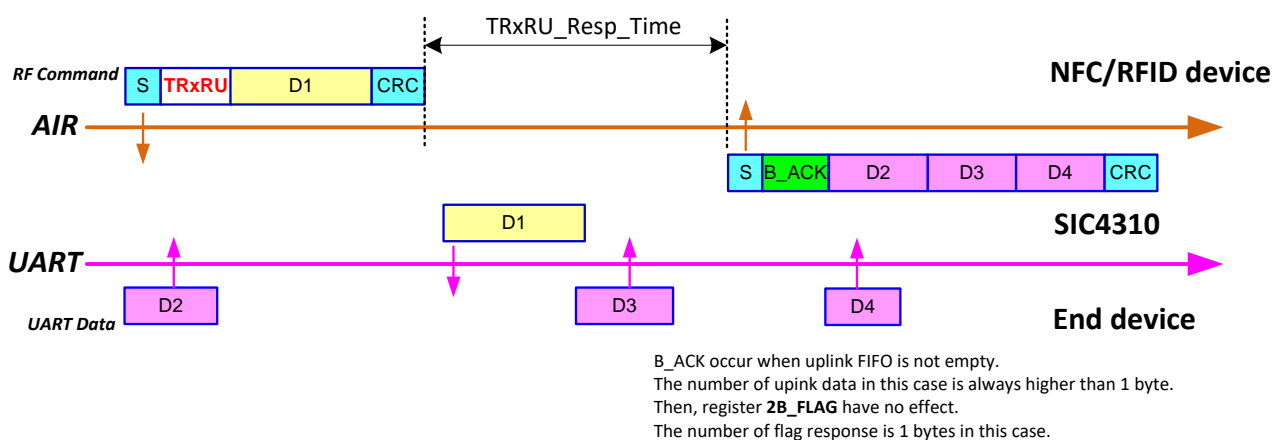 TRxRU_Resp_Time
RF Command
S TRxRU D1 CRC
NFC/RFID device
AIR
S B_ACK D2 D3 D4 CRC
D1
SIC4310
UART
D2 D3 D4
UART Data
End device
B_ACK occur when uplink FIFO is not empty.
The number of upink data in this case is always higher than 1 byte.
Then, register 2B_FLAG have no effect.
The number of flag response is 1 bytes in this case.